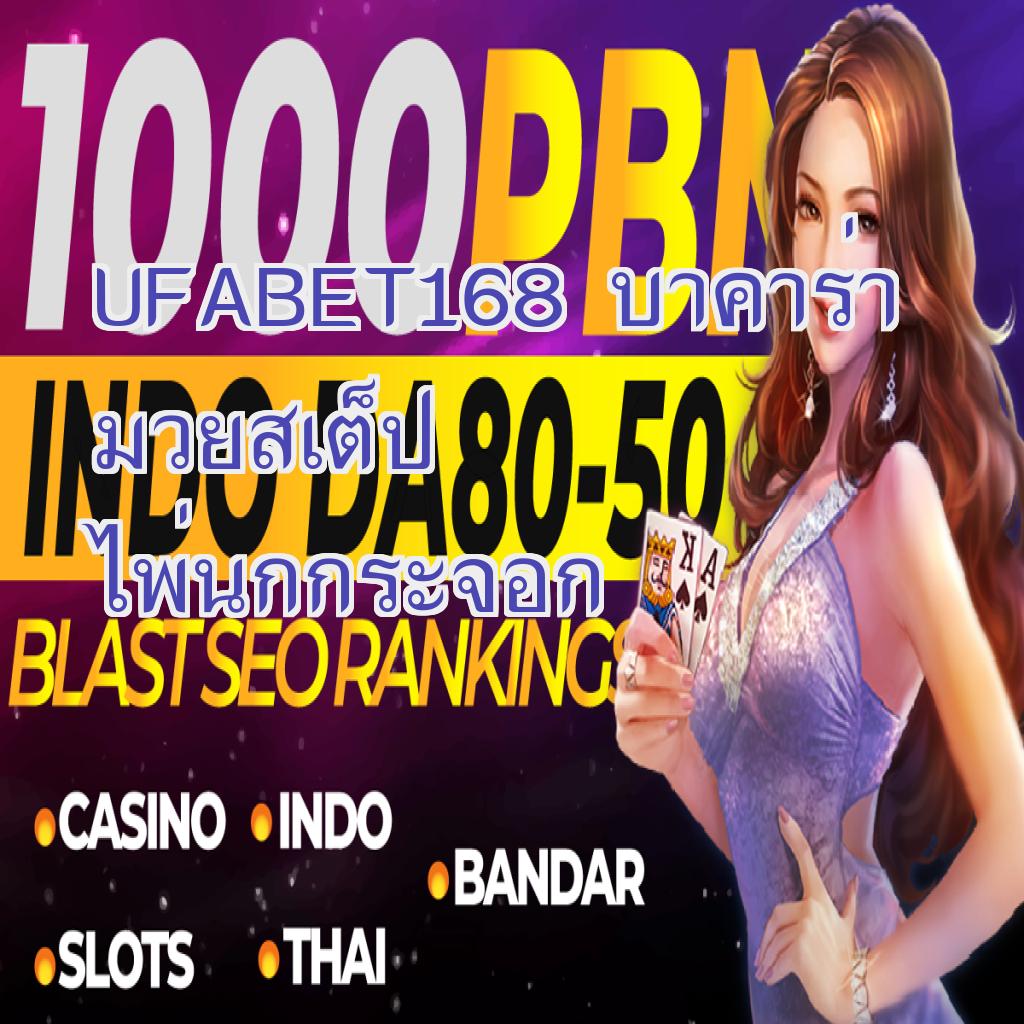 1000PBN
UFABET168 บาคาร่า
INDO DA80-50
มวยสเต็ป
ไพ่นกกระจอก
BLAST SEO RANKINGS
CASINO
INDO
BANDAR
SLOTS
THAI
K A